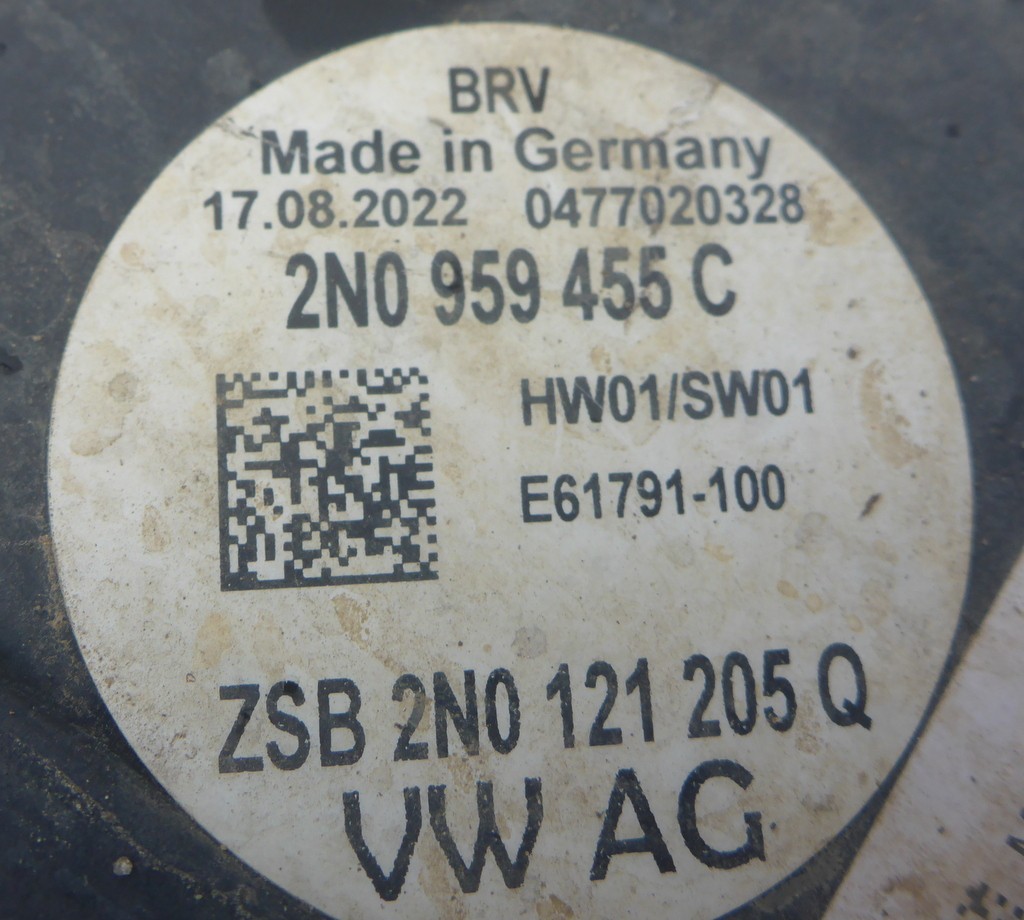 BRV
Made in Germany
17.08.2022 0477020328
2N0 959 455 C
HW01/SW01
E61791-100
ZSB 2N0 121 205 Q
VW AG